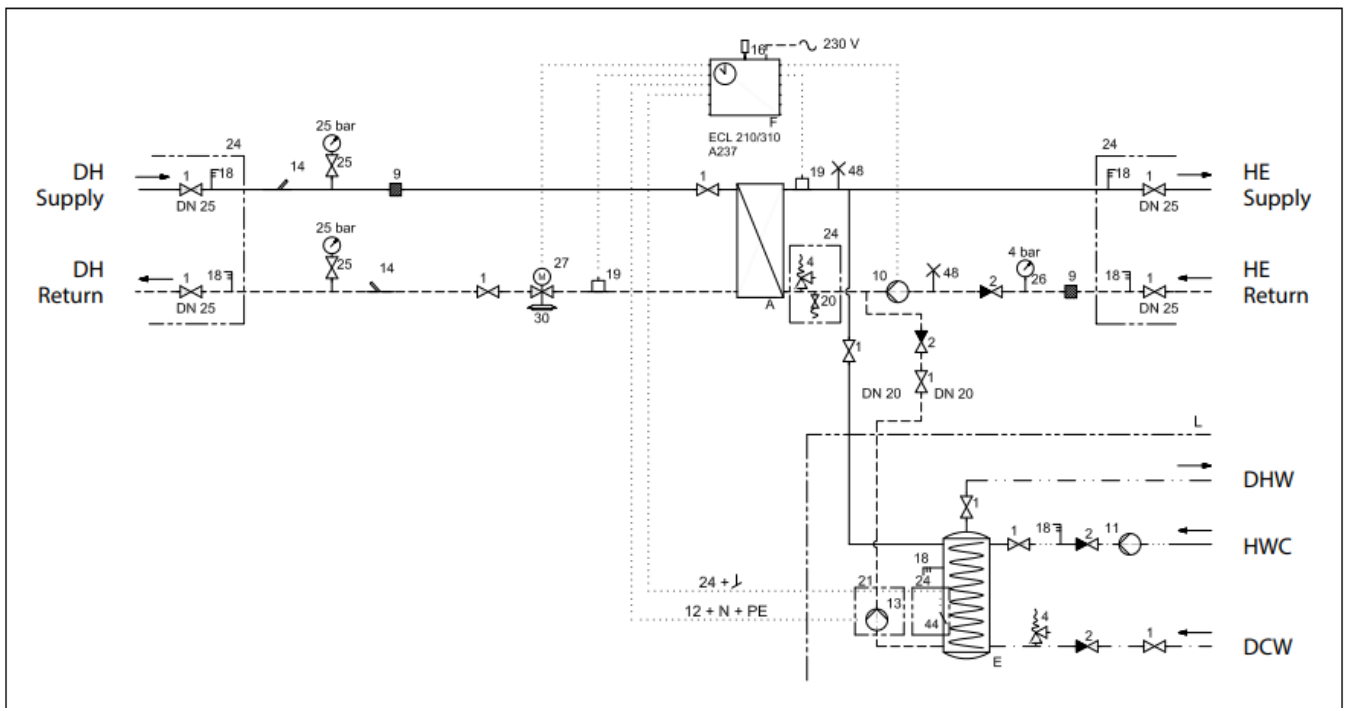 16
230 V
F
ECL 210/310
A237
25 bar
24
24
DH
Supply
1
18
14
25
9
1
19
48
18
1
HE
Supply
DN 25
DN 25
25 bar
24
4 bar
DH
Return
1
18
25
14
1
M
27
19
4
10
48
2
26
9
18
1
HE
Return
DN 25
30
A
20
DN 25
1
2
1
DN 20
DN 20
L
DHW
1
1
18
2
11
HWC
18
24 +
21
24
13
12 + N + PE
44
4
2
1
DCW
E